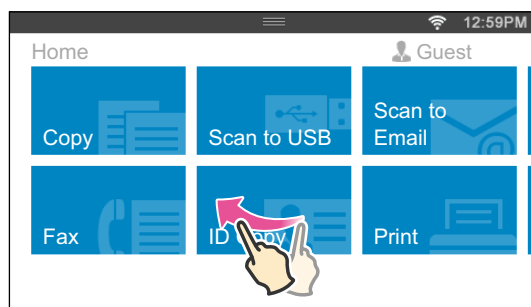 12:59PM
Home
Guest
Copy
Scan to USB
Scan to
Email
Fax
ID Copy
Print